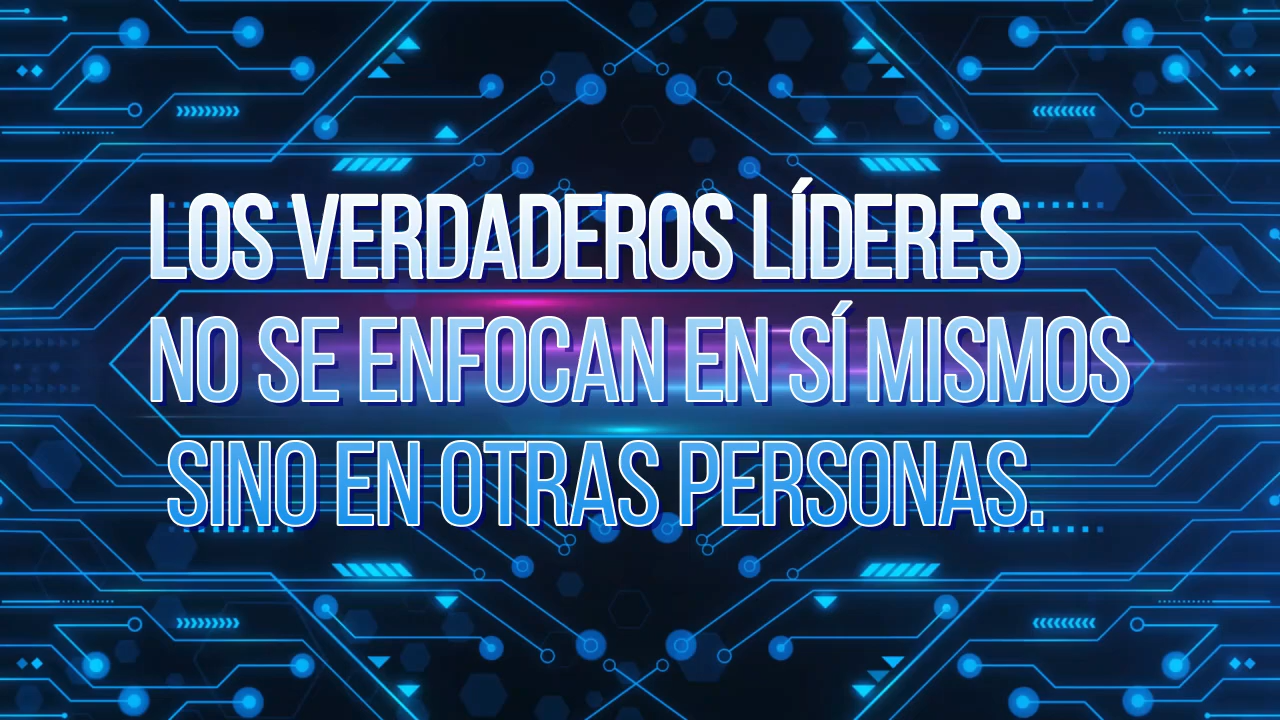 LOS VERDADEROS LÍDERES
NO SE ENFOCAN EN SÍ MISMOS
SINO EN OTRAS PERSONAS.